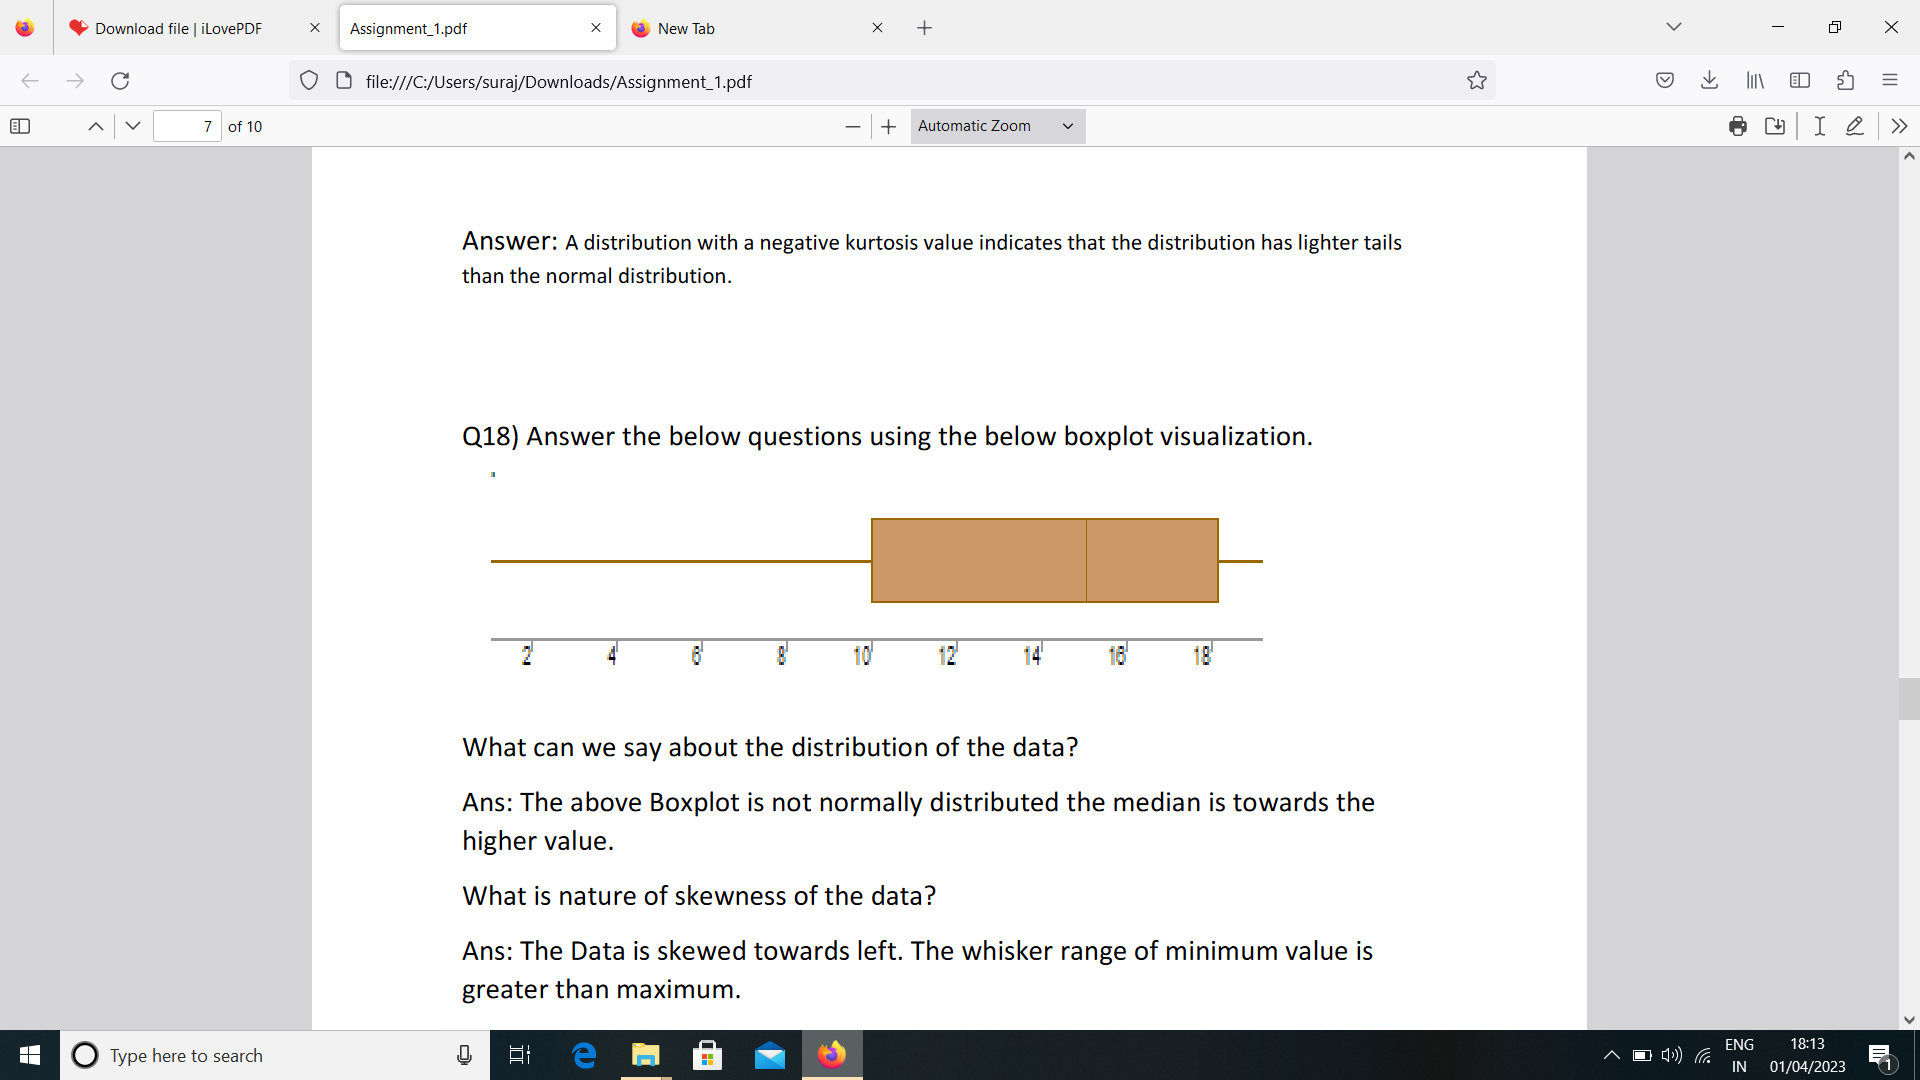 Download file | iLovePDF
Assignment_1.pdf
New Tab
file:///C:/Users/suraj/Downloads/Assignment_1.pdf
7 of 10
Automatic Zoom
Answer: A distribution with a negative kurtosis value indicates that the distribution has lighter tails
than the normal distribution.
Q18) Answer the below questions using the below boxplot visualization.
2 4 6 8 10 12 14 16 18
What can we say about the distribution of the data?
Ans: The above Boxplot is not normally distributed the median is towards the
higher value.
What is nature of skewness of the data?
Ans: The Data is skewed towards left. The whisker range of minimum value is
greater than maximum.
Type here to search
ENG
IN
18:13
01/04/2023
1